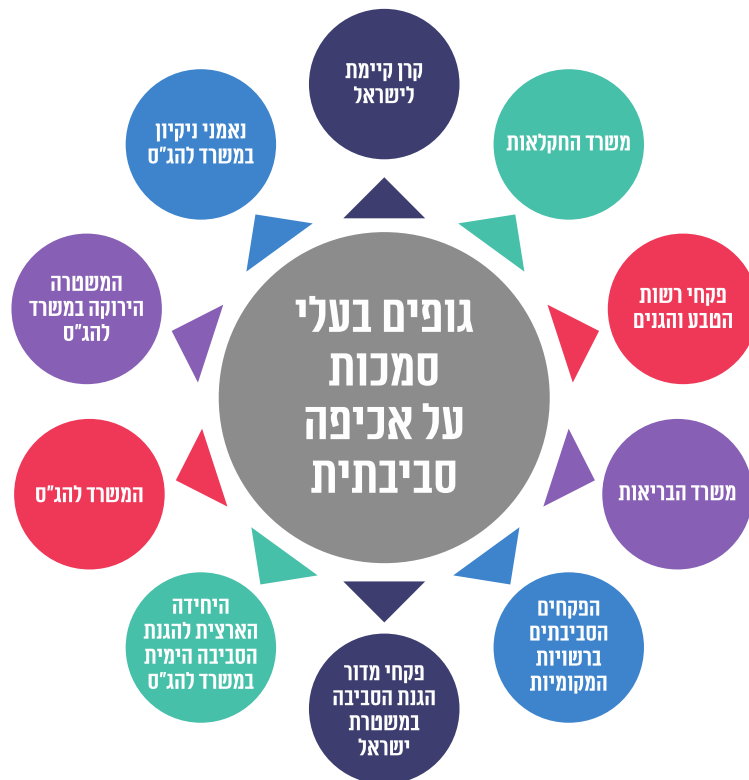 גופים בעלי
סמכות
על אכיפה
סביבתית
קרן קיימת
לישראל
משרד החקלאות
פקחי רשות
הטבע והגנים
משרד הבריאות
הפקחים
הסביבתים
ברשויות
המקומיות
פקחי מדור
הגנת הסביבה
במשטרת
ישראל
היחידה
הארצית להגנת
הסביבה הימית
במשרד להג"ס
המשרד להג"ס
המשטרה
הירוקה במשרד
להג"ס
נאמני ניקיון
במשרד להג"ס